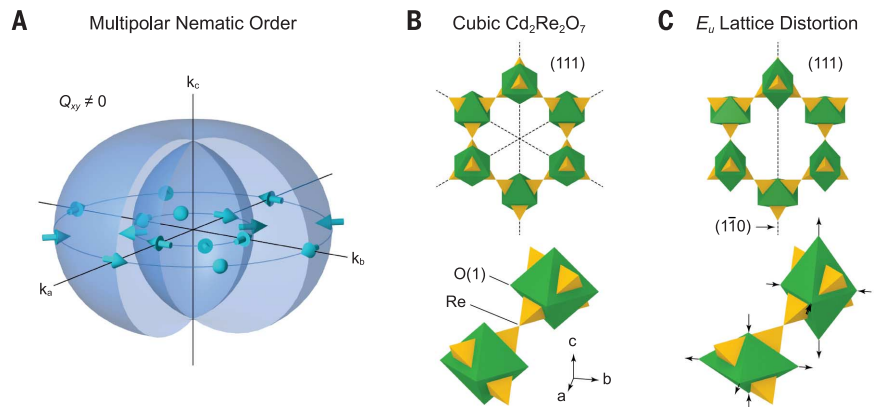 A
Multipolar Nematic Order
Qxy ≠ 0
kc
kb
ka
B
Cubic Cd2Re2O7
(111)
O(1)
Re
c
b
a
C
Eu Lattice Distortion
(111)
(11̅0)